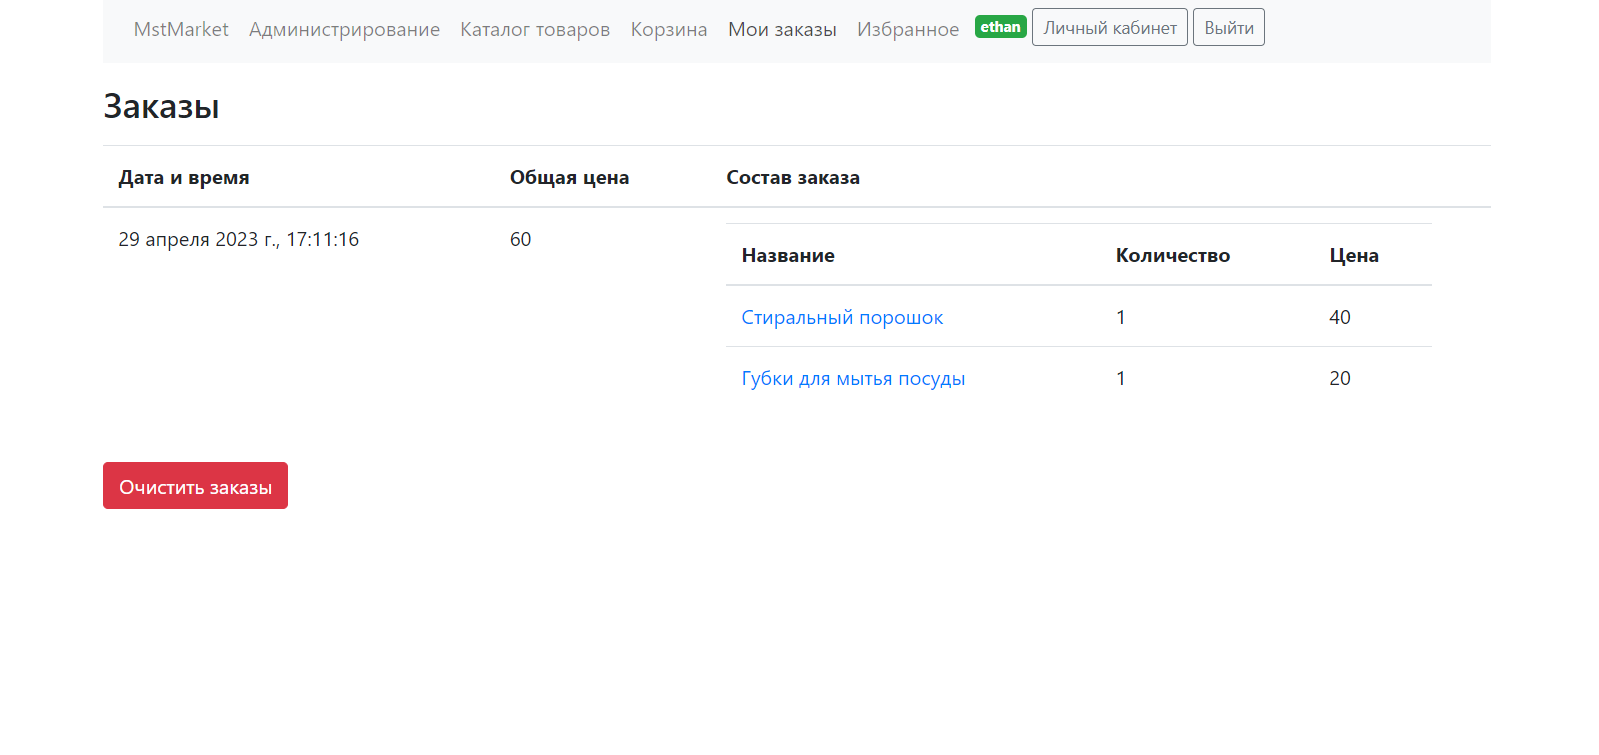 MstMarket Администрирование Каталог товаров Корзина Мои заказы Избранное ethan Личный кабинет Выйти
Заказы
Дата и время Общая цена Состав заказа
29 апреля 2023 г., 17:11:16 60
Название Количество Цена
Стиральный порошок 1 40
Губки для мытья посуды 1 20
Очистить заказы